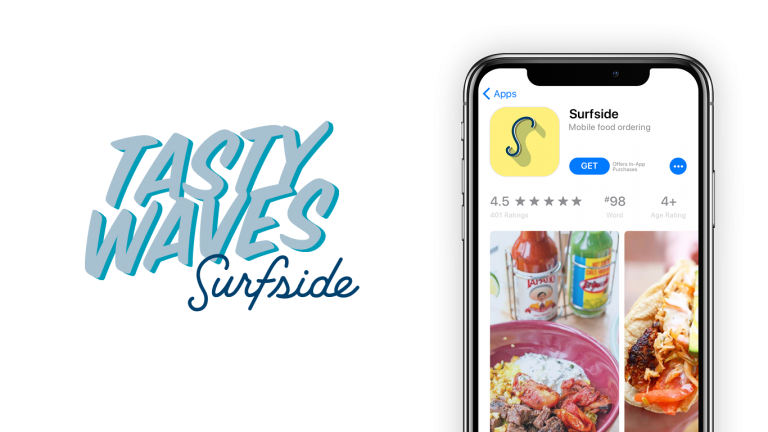 TASTY
WAVES
Surfside
Apps
Surfside
Mobile food ordering
GET
Offers In-App
Purchases
4.5 ★★★★★ #98 4+
401 Ratings Word Age Rating
TAPATIO